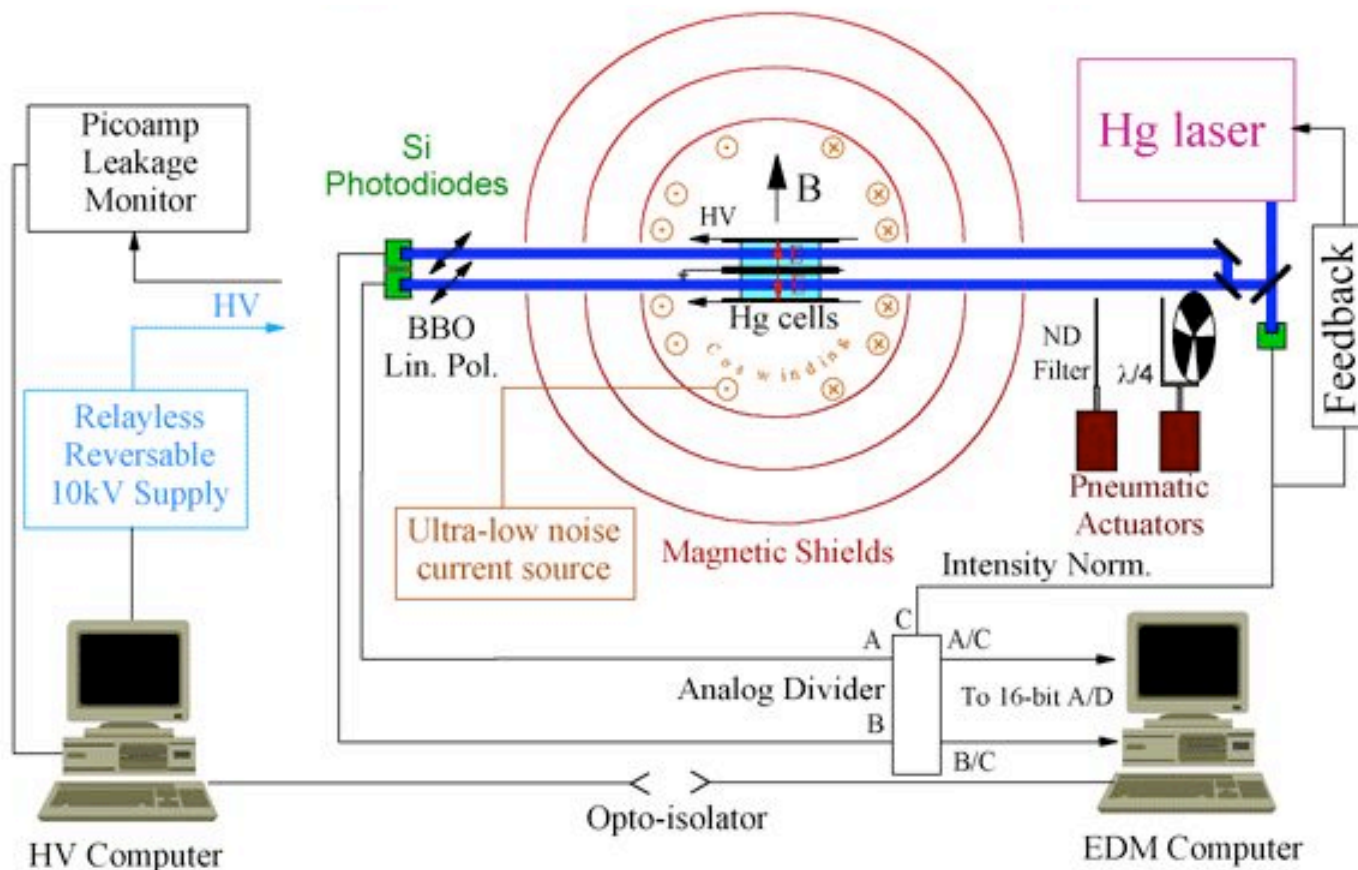 Picoamp
Leakage
Monitor
HV
Relayless
Reversable
10kV Supply
HV Computer
Si
Photodiodes
BBO
Lin. Pol.
B
HV
E
E
Hg cells
Cos winding
Ultra-low noise
current source
Magnetic Shields
Hg laser
Feedback
ND
Filter
λ/4
Pneumatic
Actuators
Intensity Norm.
C
A
A/C
Analog Divider
To 16-bit A/D
B
B/C
Opto-isolator
EDM Computer